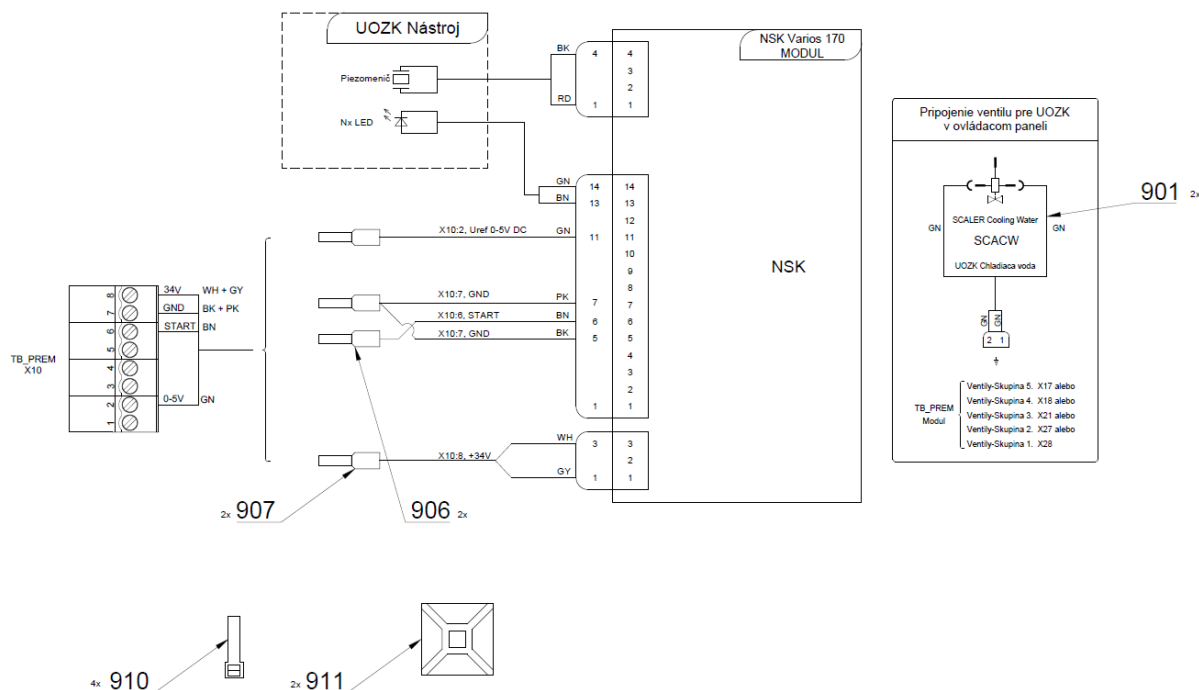 UOZK Nástroj
Piezomenič
Nx LED
NSK Varios 170
MODUL
BK
RD
4
1
4
3
2
1
GN
BN
14
13
11
7
6
5
1
14
13
12
11
10
9
8
7
6
5
4
3
2
1
X10:2, Uref 0-5V DC
GN
X10:7, GND
PK
X10:6, START
BN
X10:7, GND
BK
X10:8, +34V
WH
GY
3
1
3
2
1
NSK
TB_PREM
X10
8
7
6
5
4
3
2
1
34V
WH + GY
GND
BK + PK
START
BN
0-5V
GN
2x 907
906 2x
Pripojenie ventilu pre UOZK
v ovládacom paneli
GN
GN
SCALER Cooling Water
SCACW
UOZK Chladiaca voda
GN
GN
2 1
TB_PREM
Modul
Ventily-Skupina 5. X17 alebo
Ventily-Skupina 4. X18 alebo
Ventily-Skupina 3. X21 alebo
Ventily-Skupina 2. X27 alebo
Ventily-Skupina 1. X28
901 2x
4x 910
2x 911